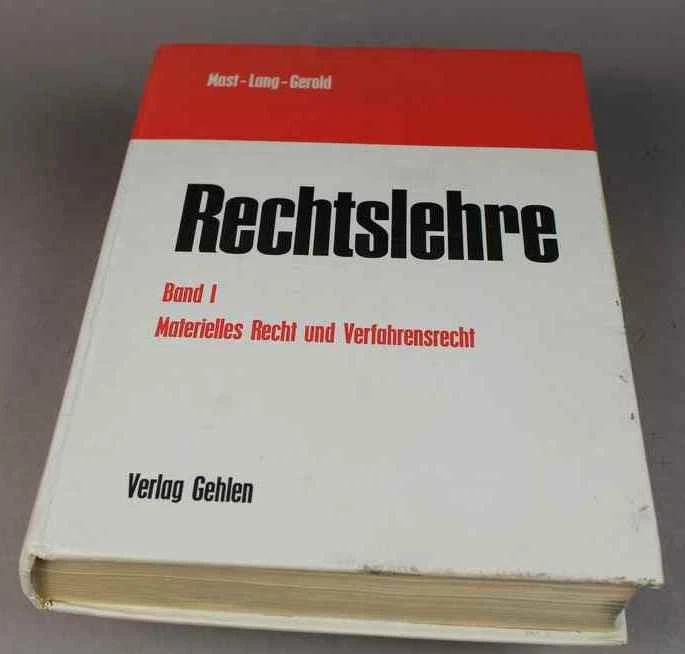 Mast-Lang-Gerold
Rechtslehre
Band I
Materielles Recht und Verfahrensrecht
Verlag Gehlen